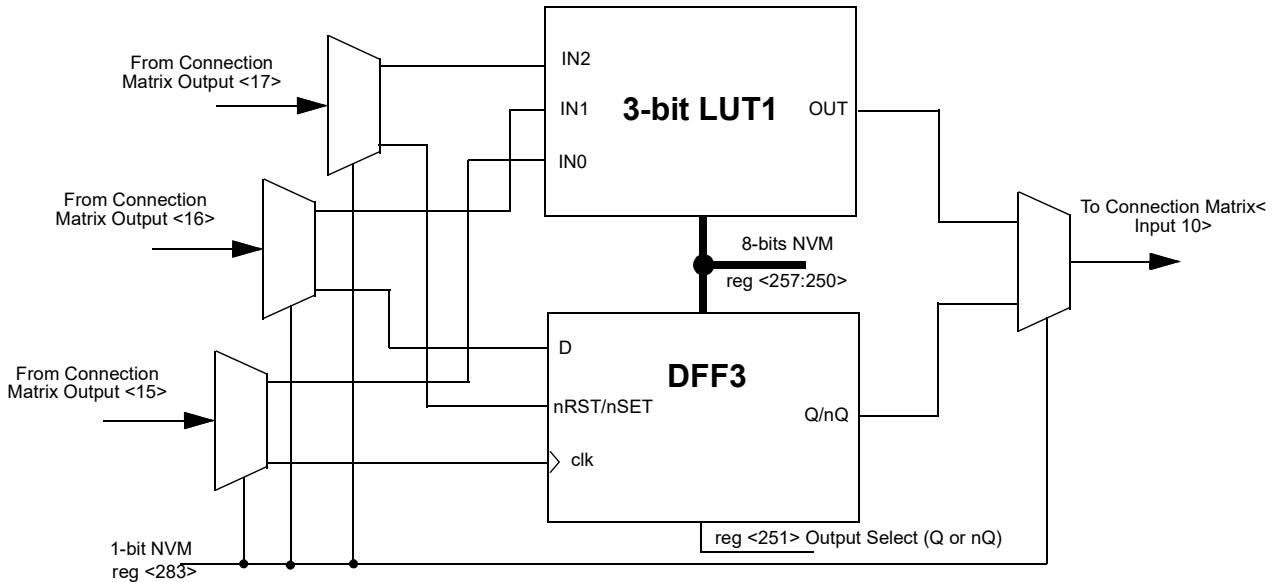 From Connection
Matrix Output <17>
IN2
IN1
IN0
3-bit LUT1
OUT
From Connection
Matrix Output <16>
To Connection Matrix<
Input 10>
8-bits NVM
reg <257:250>
From Connection
Matrix Output <15>
D
DFF3
nRST/nSET
Q/nQ
clk
reg <251> Output Select (Q or nQ)
1-bit NVM
reg <283>